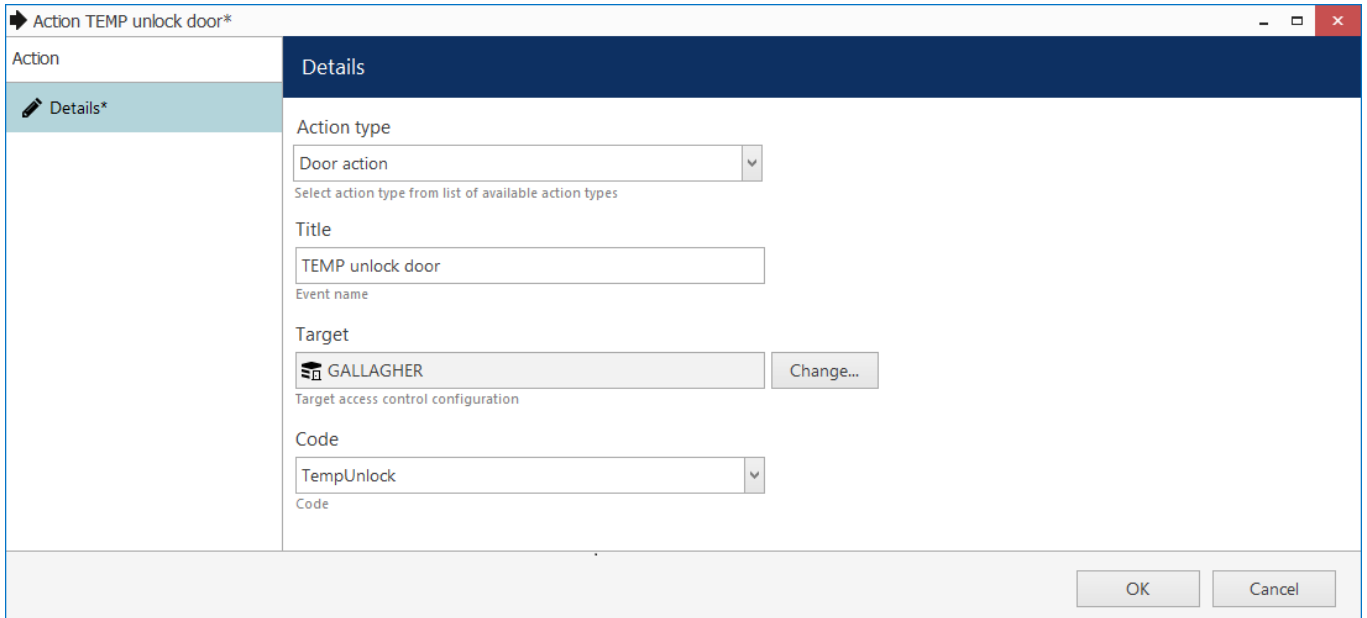 Action TEMP unlock door*
Action
Details
Details*
Action type
Door action
Select action type from list of available action types
Title
TEMP unlock door
Event name
Target
GALLAGHER
Change...
Target access control configuration
Code
TempUnlock
Code
OK
Cancel